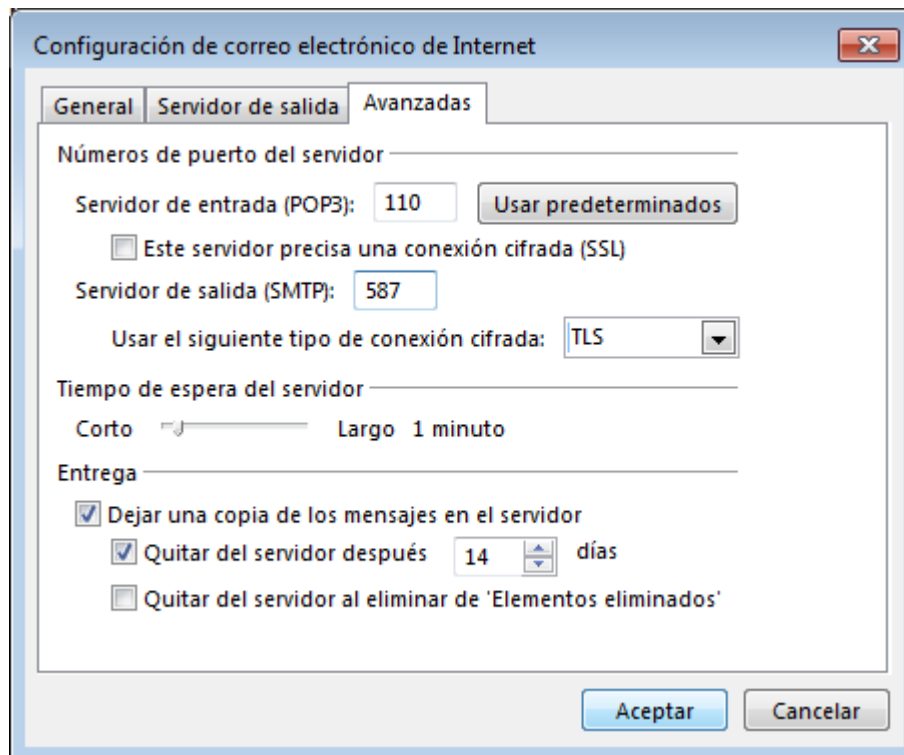 Configuración de correo electrónico de Internet
General Servidor de salida Avanzadas
Números de puerto del servidor
Servidor de entrada (POP3): 110 Usar predeterminados
Este servidor precisa una conexión cifrada (SSL)
Servidor de salida (SMTP): 587
Usar el siguiente tipo de conexión cifrada: TLS
Tiempo de espera del servidor
Corto Largo 1 minuto
Entrega
Dejar una copia de los mensajes en el servidor
Quitar del servidor después 14 días
Quitar del servidor al eliminar de 'Elementos eliminados'
Aceptar Cancelar